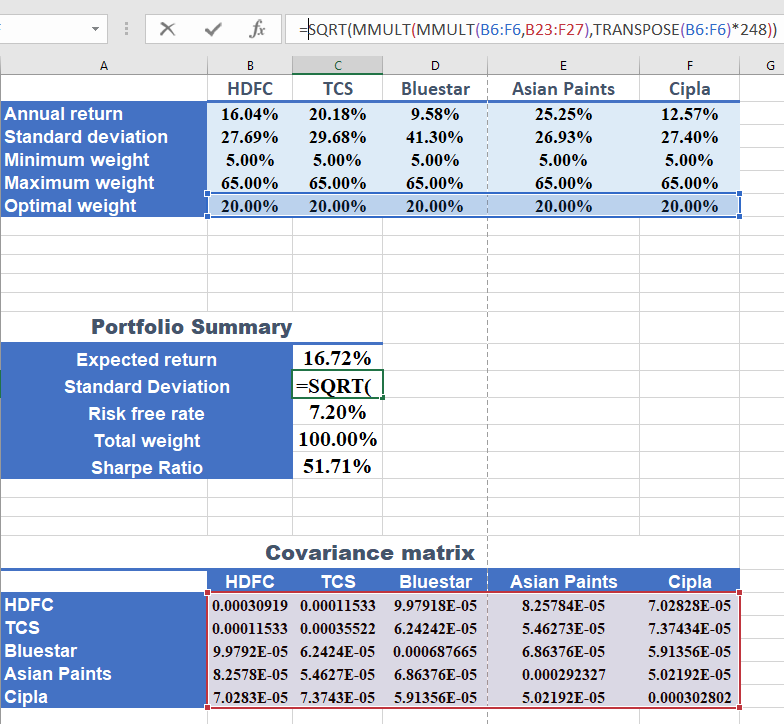 fx =SQRT(MMULT(MMULT(B6:F6,B23:F27),TRANSPOSE(B6:F6)*248))
A B C D E F G
HDFC TCS Bluestar Asian Paints Cipla
Annual return 16.04% 20.18% 9.58% 25.25% 12.57%
Standard deviation 27.69% 29.68% 41.30% 26.93% 27.40%
Minimum weight 5.00% 5.00% 5.00% 5.00% 5.00%
Maximum weight 65.00% 65.00% 65.00% 65.00% 65.00%
Optimal weight 20.00% 20.00% 20.00% 20.00% 20.00%
Portfolio Summary
Expected return 16.72%
Standard Deviation =SQRT(
Risk free rate 7.20%
Total weight 100.00%
Sharpe Ratio 51.71%
Covariance matrix
HDFC TCS Bluestar Asian Paints Cipla
HDFC 0.00030919 0.00011533 9.97918E-05 8.25784E-05 7.02828E-05
TCS 0.00011533 0.00035522 6.24242E-05 5.46273E-05 7.37434E-05
Bluestar 9.9792E-05 6.2424E-05 0.000687665 6.86376E-05 5.91356E-05
Asian Paints 8.2578E-05 5.4627E-05 6.86376E-05 0.000292327 5.02192E-05
Cipla 7.0283E-05 7.3743E-05 5.91356E-05 5.02192E-05 0.000302802